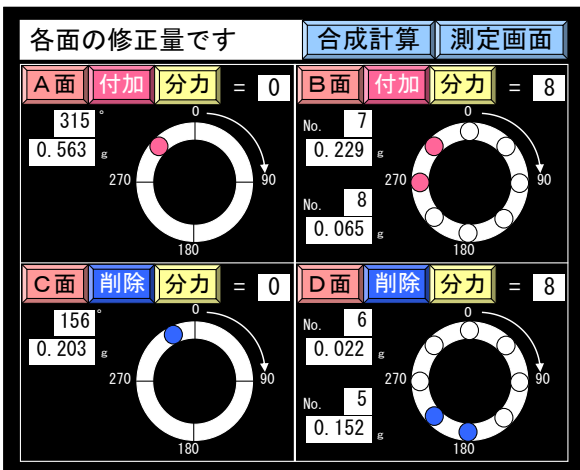 各面の修正量です 合成計算 測定画面
A面 付加 分力 = 0
315 °
0.563 g
0
270 90
180
B面 付加 分力 = 8
No. 7
0.229 g
No. 8
0.065 g
0
270 90
180
C面 削除 分力 = 0
156 °
0.203 g
0
270 90
180
D面 削除 分力 = 8
No. 6
0.022 g
No. 5
0.152 g
0
270 90
180